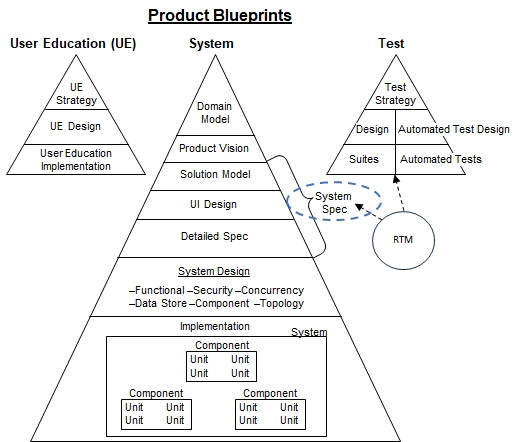 Product Blueprints
User Education (UE)
System
Test
UE
Strategy
UE Design
User Education
Implementation
Domain
Model
Product Vision
Solution Model
UI Design
Detailed Spec
System Design
–Functional –Security –Concurrency
–Data Store –Component –Topology
Implementation
System
Component
Unit Unit
Unit Unit
Component
Unit Unit
Unit Unit
Component
Unit Unit
Unit Unit
System
Spec
Test
Strategy
Design
Automated Test Design
Suites
Automated Tests
RTM